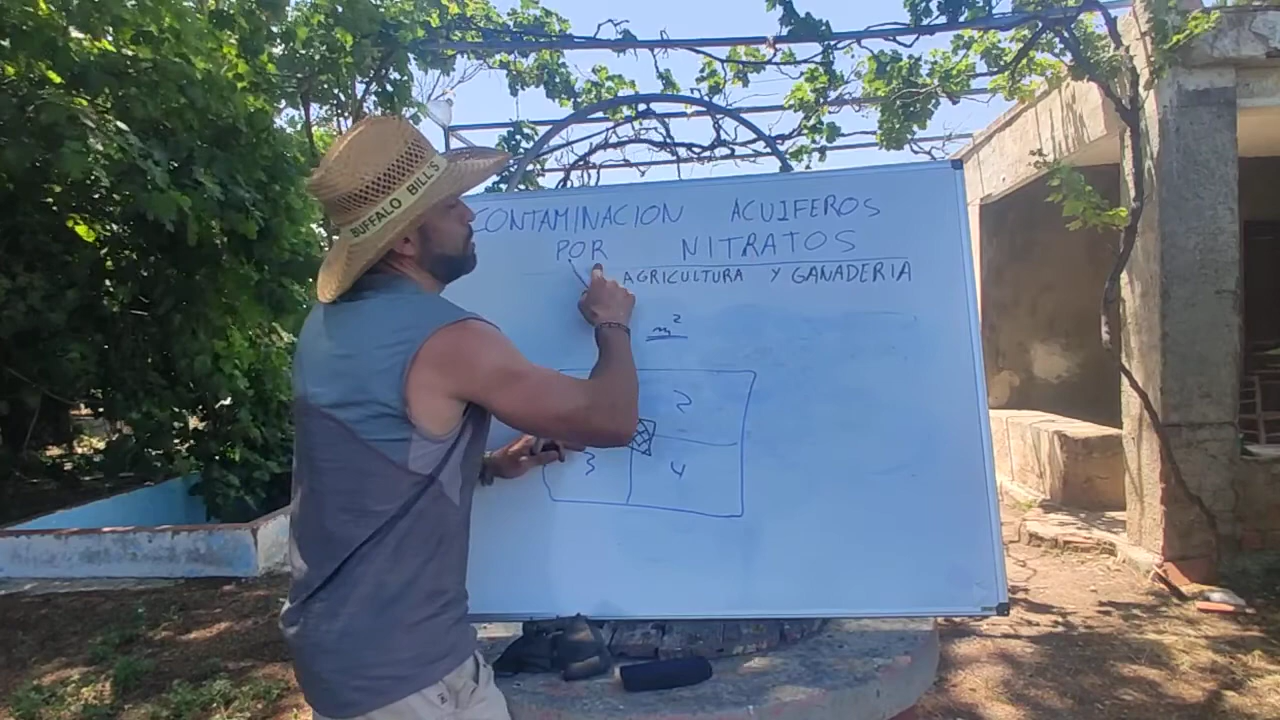 BUFFALO BILL'S
CONTAMINACION ACUIFEROS
POR NITRATOS
AGRICULTURA Y GANADERIA
m²
2
3 4